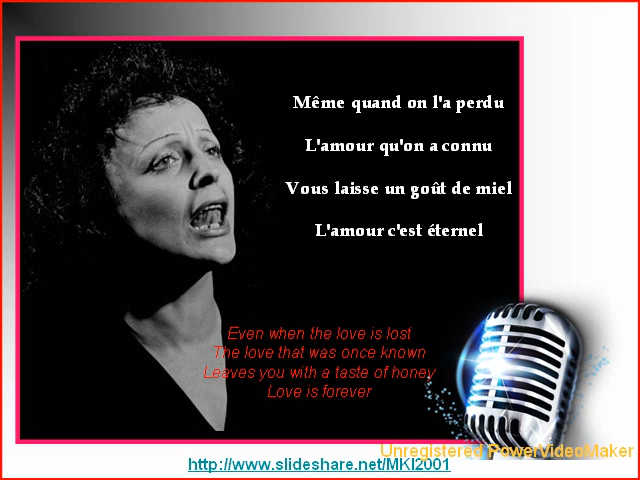 Même quand on l'a perdu
L'amour qu'on a connu
Vous laisse un goût de miel
L'amour c'est éternel
Even when the love is lost
The love that was once known
Leaves you with a taste of honey
Love is forever
Unregistered PowerVideoMaker
http://www.slideshare.net/MKI2001